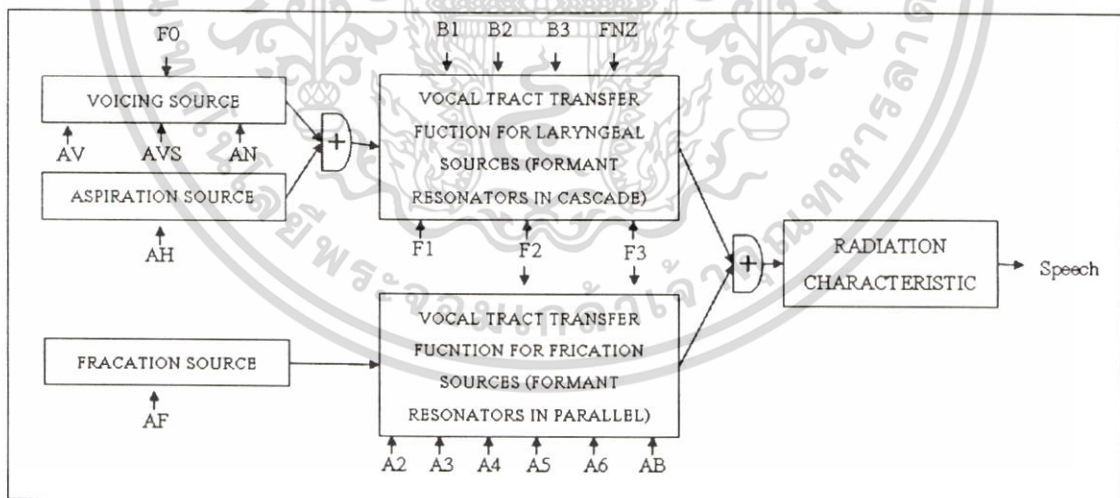 F0
B1 B2 B3 FNZ
VOICING SOURCE
AV AVS AN
ASPIRATION SOURCE
AH
+
VOCAL TRACT TRANSFER
FUCTION FOR LARYNGEAL
SOURCES (FORMANT
RESONATORS IN CASCADE)
F1 F2 F3
+
RADIATION
CHARACTERISTIC
Speech
FRACATION SOURCE
AF
VOCAL TRACT TRANSFER
FUCNTION FOR FRICATION
SOURCES (FORMANT
RESONATORS IN PARALLEL)
A2 A3 A4 A5 A6 AB